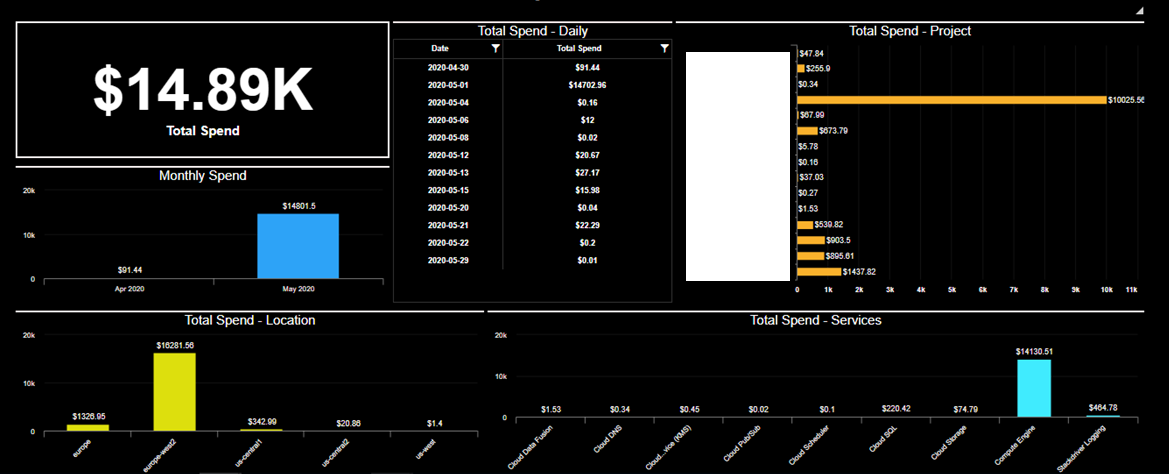 $14.89K
Total Spend
Monthly Spend
20k
10k
0
$91.44
$14801.5
Apr 2020
May 2020
Total Spend - Daily
Date Total Spend
2020-04-30 $91.44
2020-05-01 $14702.96
2020-05-04 $0.16
2020-05-06 $12
2020-05-08 $0.02
2020-05-12 $20.67
2020-05-13 $27.17
2020-05-15 $15.98
2020-05-20 $0.04
2020-05-21 $22.29
2020-05-22 $0.2
2020-05-29 $0.01
Total Spend - Project
$47.84
$255.9
$0.34
$10025.56
$67.99
$673.79
$5.78
$0.16
$37.03
$0.27
$1.53
$539.82
$903.5
$895.61
$1437.82
0 1k 2k 3k 4k 5k 6k 7k 8k 9k 10k 11k
Total Spend - Location
20k
10k
0
$1326.95
$16281.56
$342.99
$20.86
$1.4
europe
europe-west2
us-central1
us-central2
us-west
Total Spend - Services
20k
10k
0
$1.53
$0.34
$0.45
$0.02
$0.1
$220.42
$74.79
$14130.51
$464.78
Cloud Data Fusion
Cloud DNS
Cloud...vice (KMS)
Cloud Pub/Sub
Cloud Scheduler
Cloud SQL
Cloud Storage
Compute Engine
Stackdriver Logging